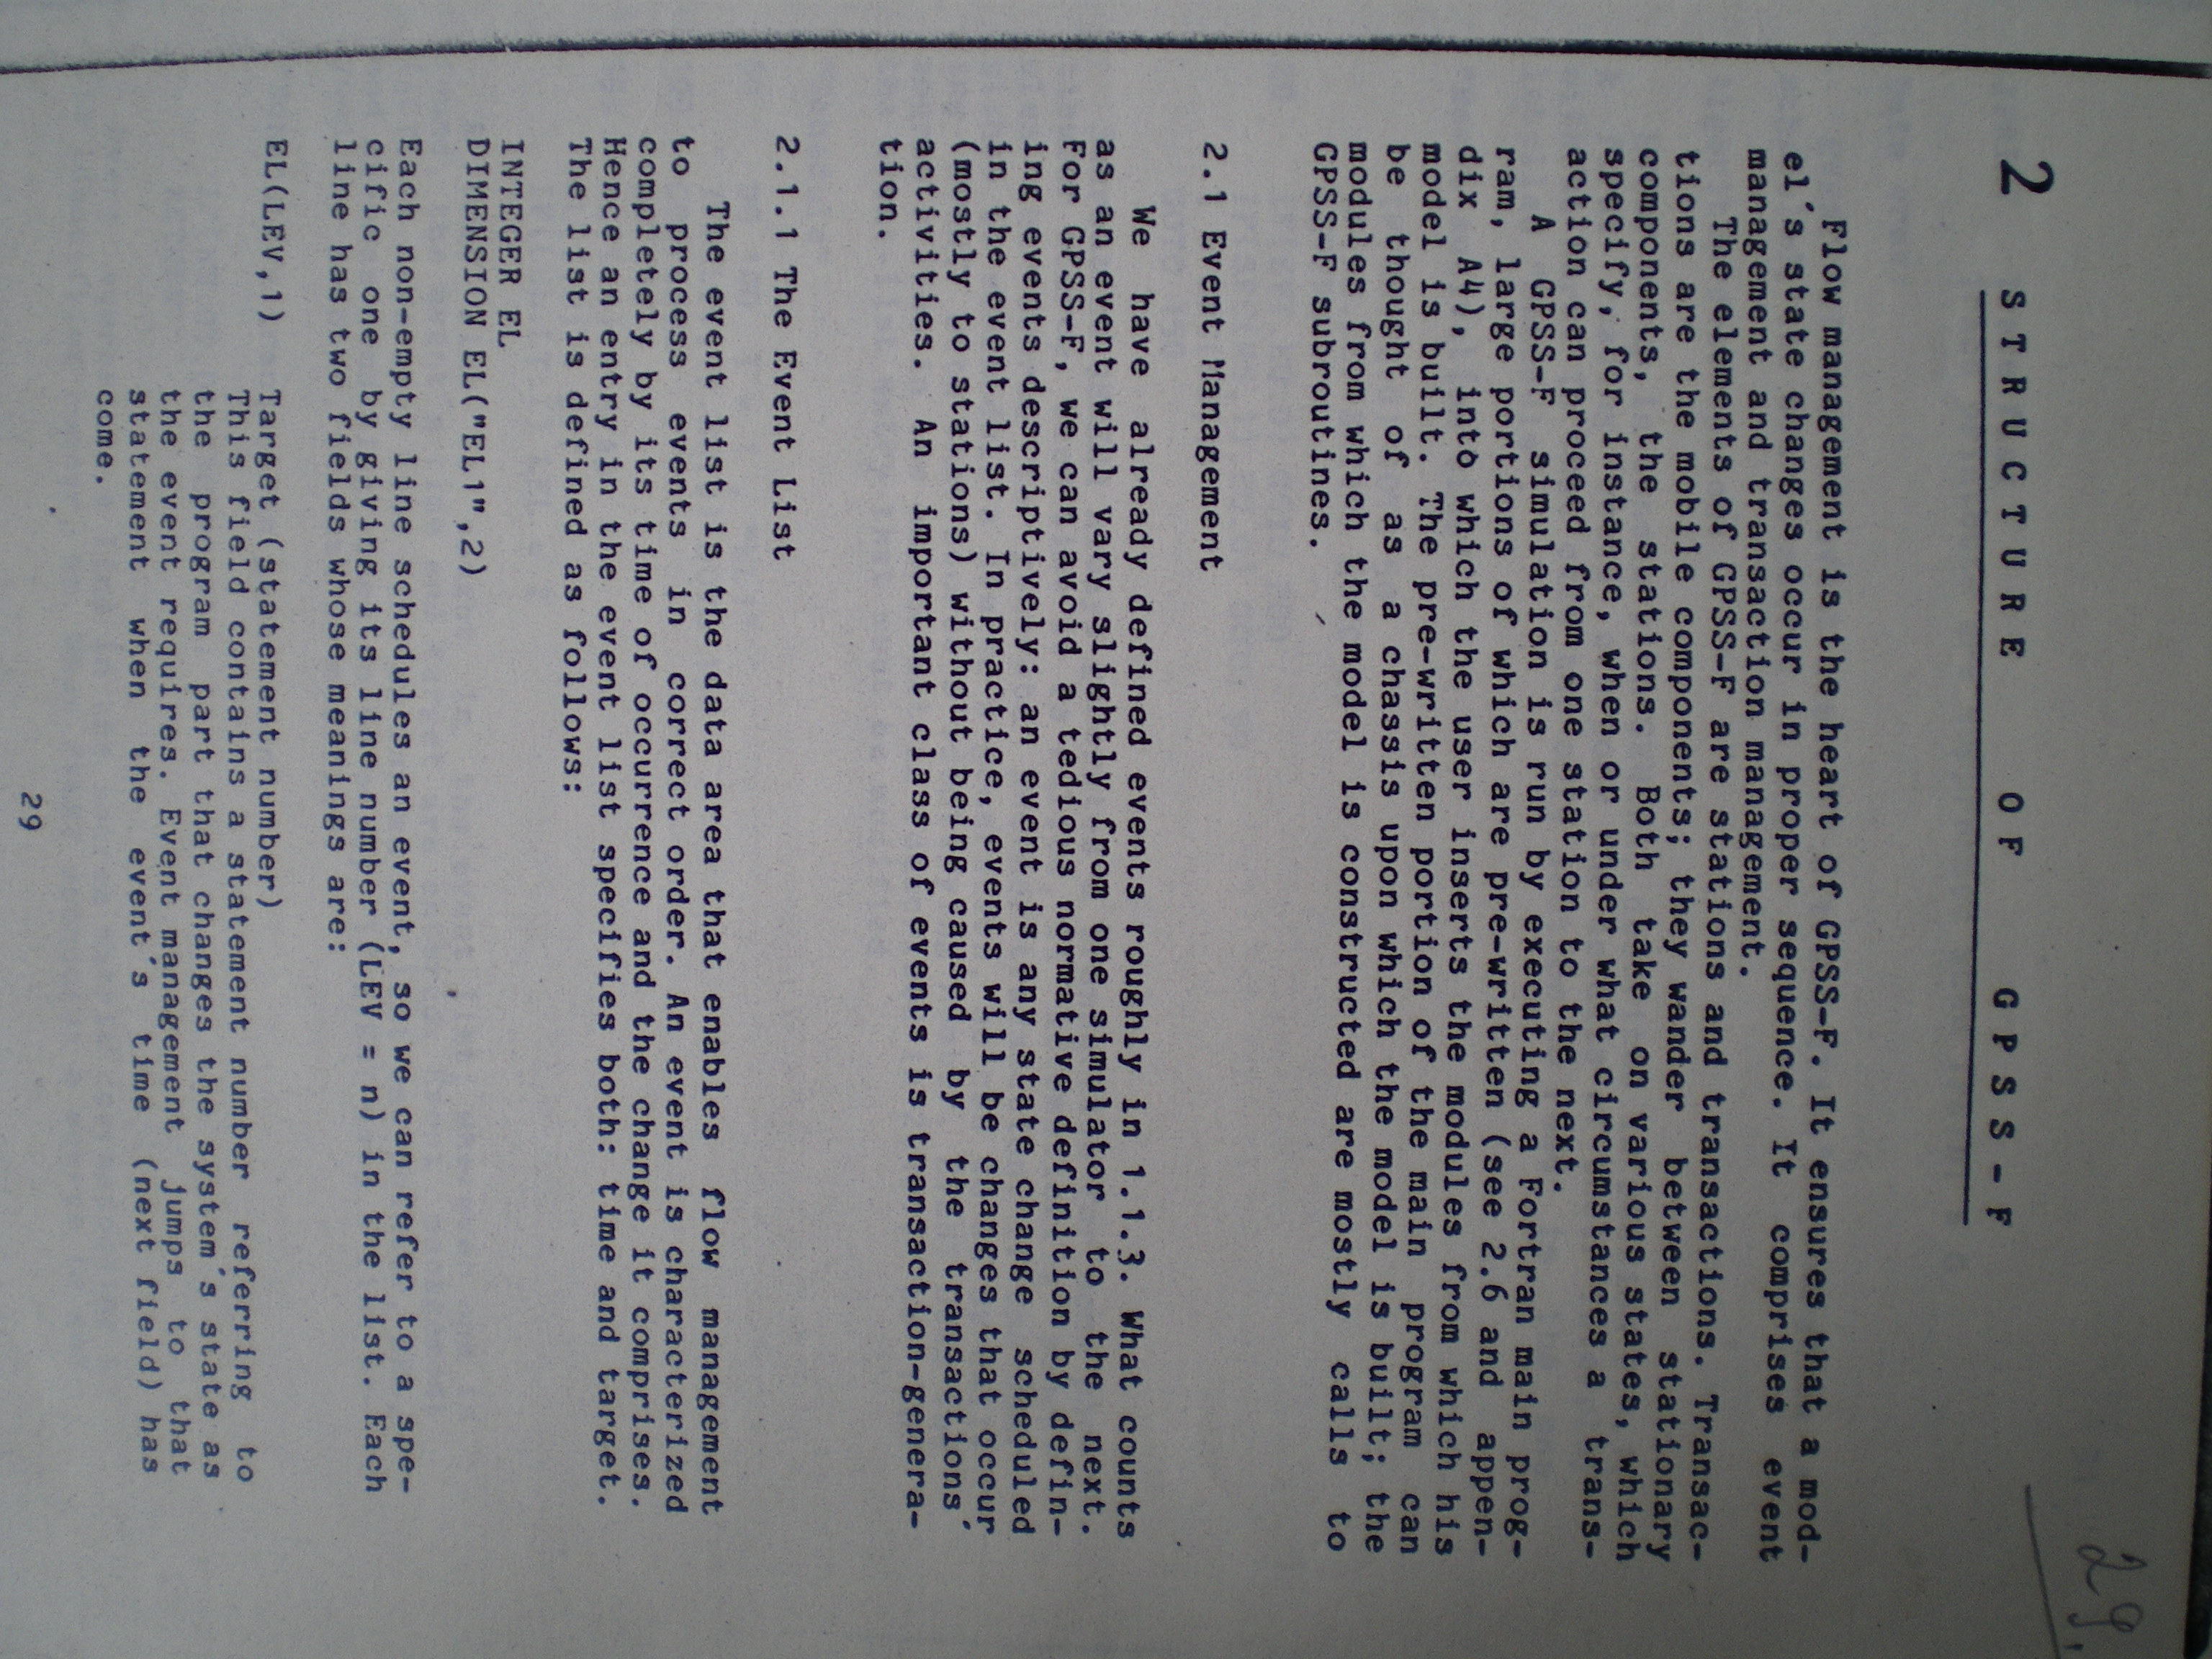 29.
2 STRUCTURE OF GPSS-F
Flow management is the heart of GPSS-F. It ensures that a mod-
el's state changes occur in proper sequence. It comprises event
management and transaction management.
The elements of GPSS-F are stations and transactions. Transac-
tions are the mobile components; they wander between stationary
components, the stations. Both take on various states, which
specify, for instance, when or under what circumstances a trans-
action can proceed from one station to the next.
A GPSS-F simulation is run by executing a Fortran main prog-
ram, large portions of which are pre-written (see 2.6 and appen-
dix A4), into which the user inserts the modules from which his
model is built. The pre-written portion of the main program can
be thought of as a chassis upon which the model is built; the
modules from which the model is constructed are mostly calls to
GPSS-F subroutines.
2.1 Event Management
We have already defined events roughly in 1.1.3. What counts
as an event will vary slightly from one simulator to the next.
For GPSS-F, we can avoid a tedious normative definition by defin-
ing events descriptively: an event is any state change scheduled
in the event list. In practice, events will be changes that occur
(mostly to stations) without being caused by the transactions'
activities. An important class of events is transaction-genera-
tion.
2.1.1 The Event List
The event list is the data area that enables flow management
to process events in correct order. An event is characterized
completely by its time of occurrence and the change it comprises.
Hence an entry in the event list specifies both: time and target.
The list is defined as follows:
INTEGER EL
DIMENSION EL("EL1",2)
Each non-empty line schedules an event, so we can refer to a spe-
cific one by giving its line number (LEV = n) in the list. Each
line has two fields whose meanings are:
EL(LEV,1) Target (statement number)
This field contains a statement number referring to
the program part that changes the system's state as
the event requires. Event management jumps to that
statement when the event's time (next field) has
come.
29